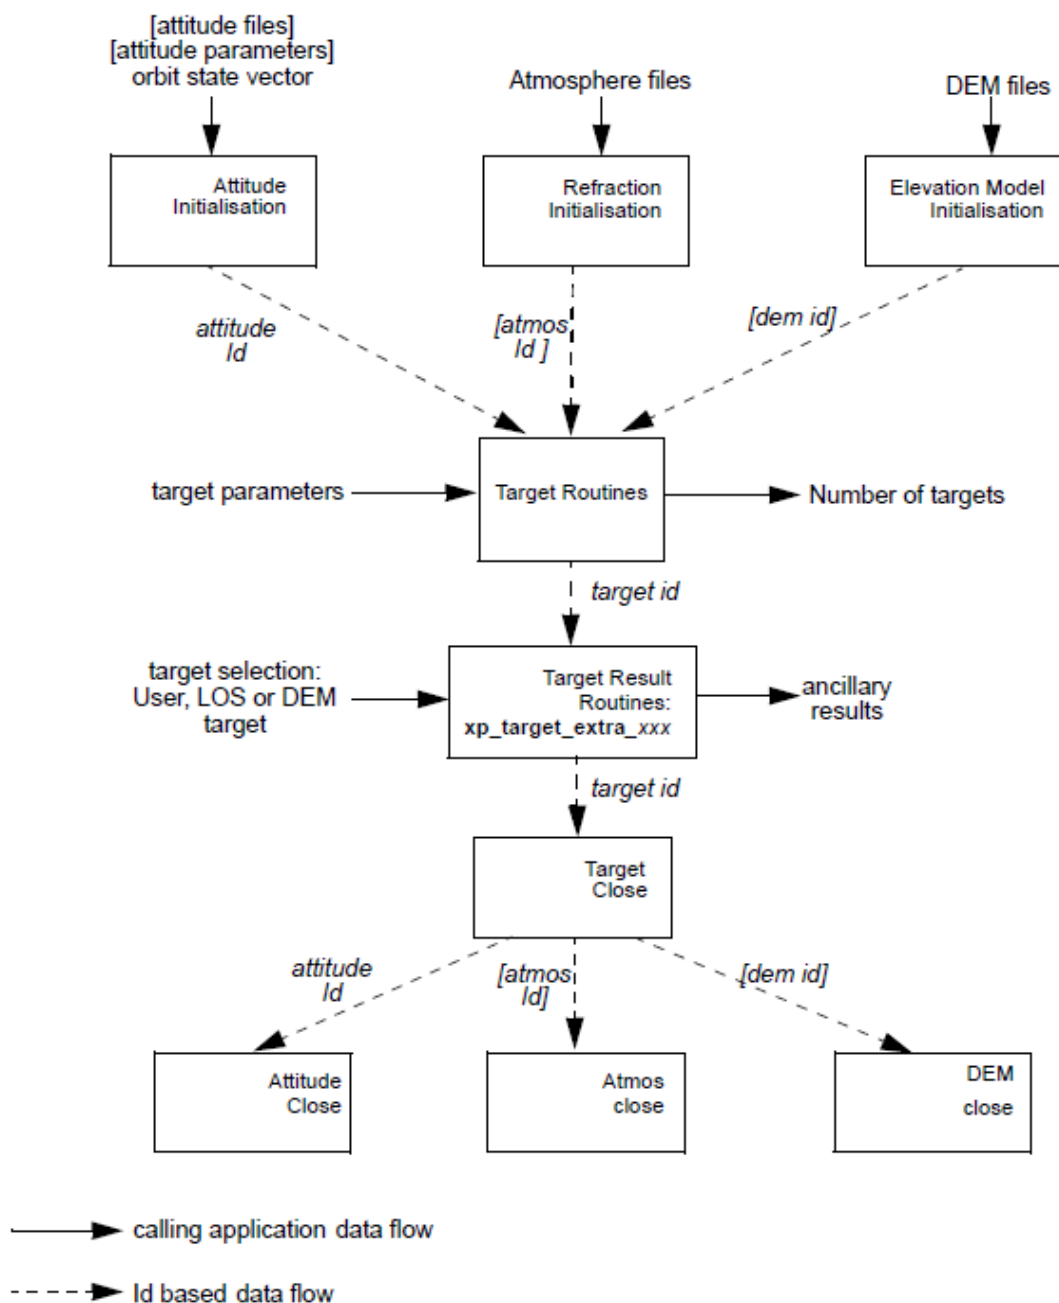 [attitude files]
[attitude parameters]
orbit state vector
Atmosphere files
DEM files
Attitude
Initialisation
Refraction
Initialisation
Elevation Model
Initialisation
attitude
Id
[atmos
Id ]
[dem id]
target parameters
Target Routines
Number of targets
target id
target selection:
User, LOS or DEM
target
Target Result
Routines:
xp_target_extra_xxx
ancillary
results
target id
Target
Close
attitude
Id
[atmos
Id]
[dem id]
Attitude
Close
Atmos
close
DEM
close
calling application data flow
Id based data flow